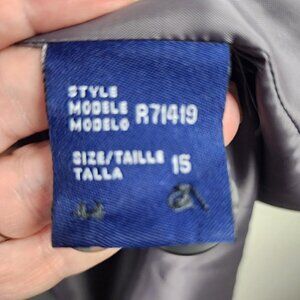 STYLE
MODELE R71419
MODELO
SIZE/TAILLE 15
TALLA